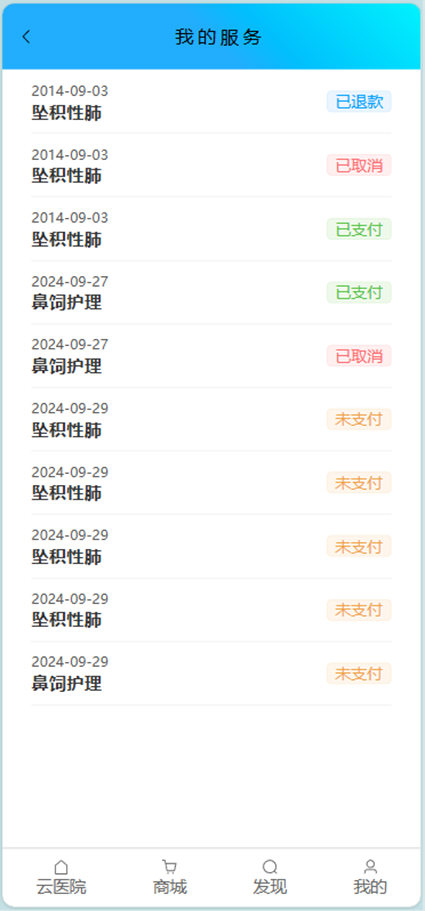 我的服务
2014-09-03
坠积性肺
已退款
2014-09-03
坠积性肺
已取消
2014-09-03
坠积性肺
已支付
2024-09-27
鼻饲护理
已支付
2024-09-27
鼻饲护理
已取消
2024-09-29
坠积性肺
未支付
2024-09-29
坠积性肺
未支付
2024-09-29
坠积性肺
未支付
2024-09-29
坠积性肺
未支付
2024-09-29
鼻饲护理
未支付
云医院
商城
发现
我的